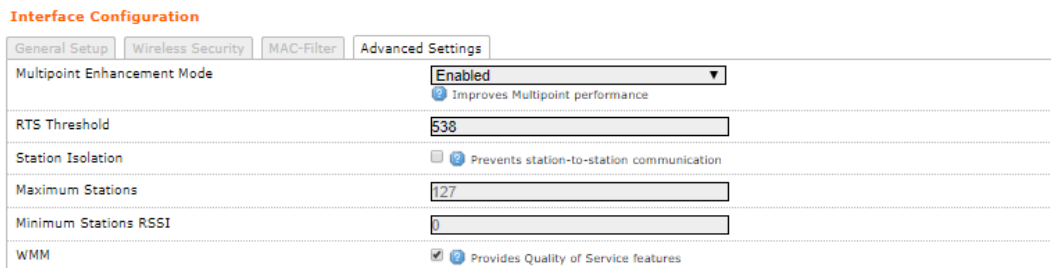 Interface Configuration
General Setup Wireless Security MAC-Filter Advanced Settings
Multipoint Enhancement Mode Enabled
Improves Multipoint performance
RTS Threshold 538
Station Isolation Prevents station-to-station communication
Maximum Stations 127
Minimum Stations RSSI 0
WMM Provides Quality of Service features